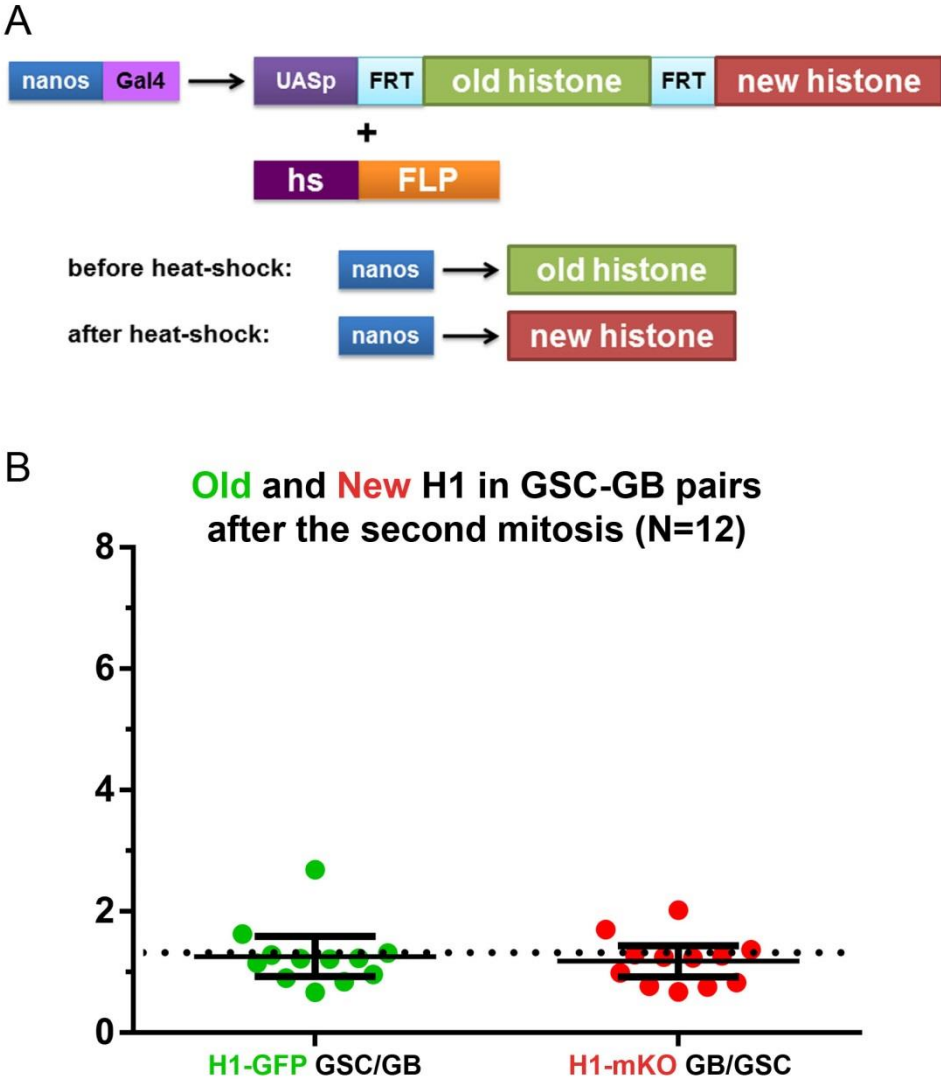 A
nanos Gal4 UASp FRT old histone FRT new histone
+
hs FLP
before heat-shock: nanos old histone
after heat-shock: nanos new histone
B
Old and New H1 in GSC-GB pairs
after the second mitosis (N=12)
8
6
4
2
0
H1-GFP GSC/GB H1-mKO GB/GSC